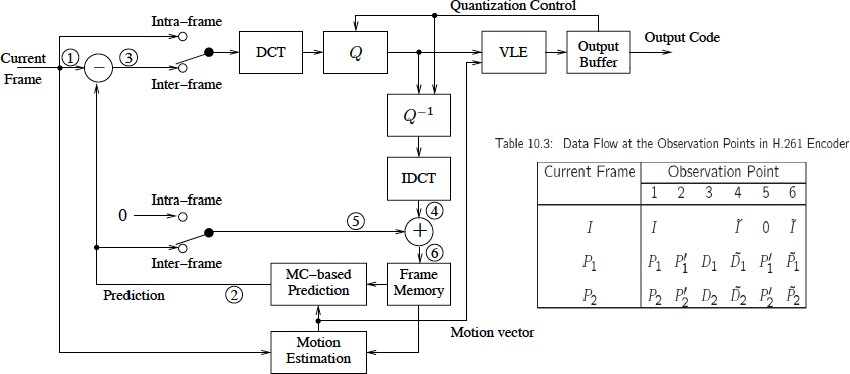 Quantization Control
Intra–frame
Current
Frame
1
−
3
Inter–frame
DCT
Q
VLE
Output
Buffer
Output Code
Q⁻¹
IDCT
4
Intra–frame
0
5
+
Inter–frame
6
Prediction
2
MC–based
Prediction
Frame
Memory
Motion vector
Motion
Estimation
Table 10.3: Data Flow at the Observation Points in H.261 Encoder
Current Frame Observation Point
1 2 3 4 5 6
I I Ĩ 0 Ĩ
P₁ P₁′ D₁ D̃₁ P₁′ P̃₁
P₂ P₂′ D₂ D̃₂ P₂′ P̃₂